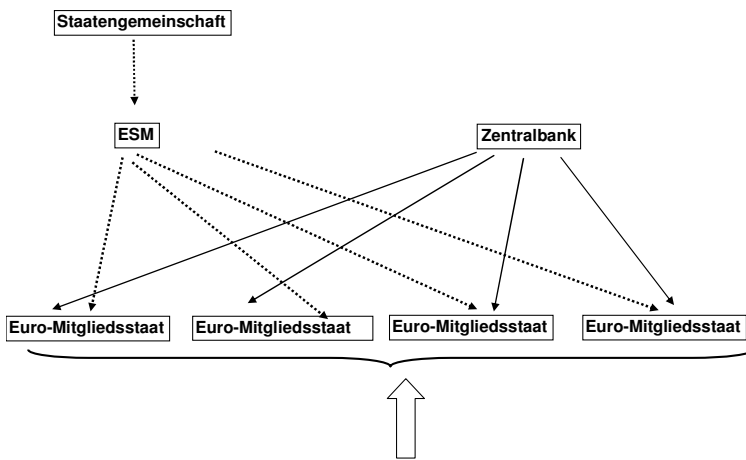 Staatengemeinschaft
ESM
Zentralbank
Euro-Mitgliedsstaat
Euro-Mitgliedsstaat
Euro-Mitgliedsstaat
Euro-Mitgliedsstaat